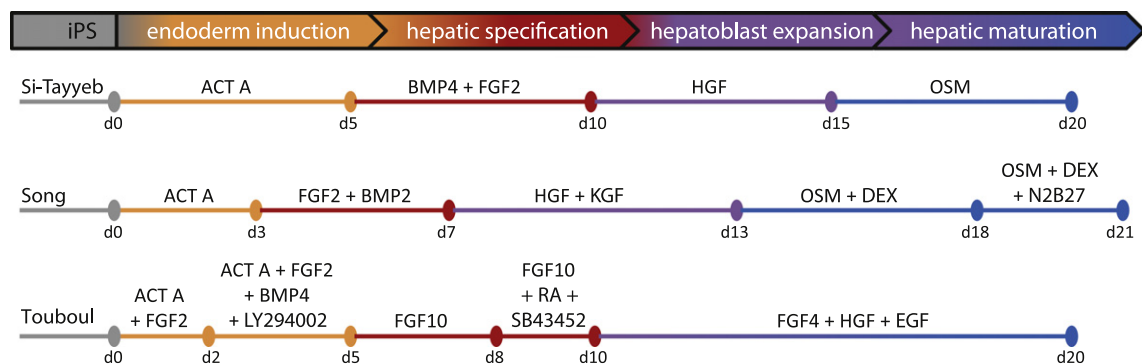 iPS endoderm induction hepatic specification hepatoblast expansion hepatic maturation
Si-Tayyeb ACT A BMP4 + FGF2 HGF OSM
d0 d5 d10 d15 d20
OSM + DEX
Song ACT A FGF2 + BMP2 HGF + KGF OSM + DEX + N2B27
d0 d3 d7 d13 d18 d21
ACT A + FGF2 FGF10
ACT A + BMP4 + RA +
Touboul + FGF2 + LY294002 FGF10 SB43452 FGF4 + HGF + EGF
d0 d2 d5 d8 d10 d20